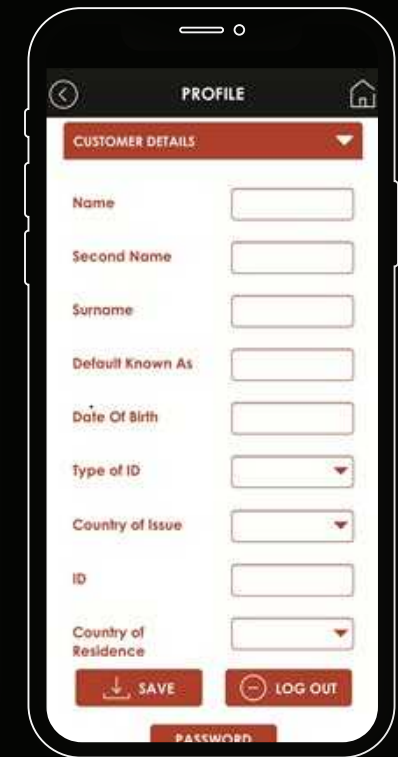 PROFILE
CUSTOMER DETAILS
Name
Second Name
Surname
Default Known As
Date Of Birth
Type of ID
Country of Issue
ID
Country of
Residence
SAVE LOG OUT
PASSWORD